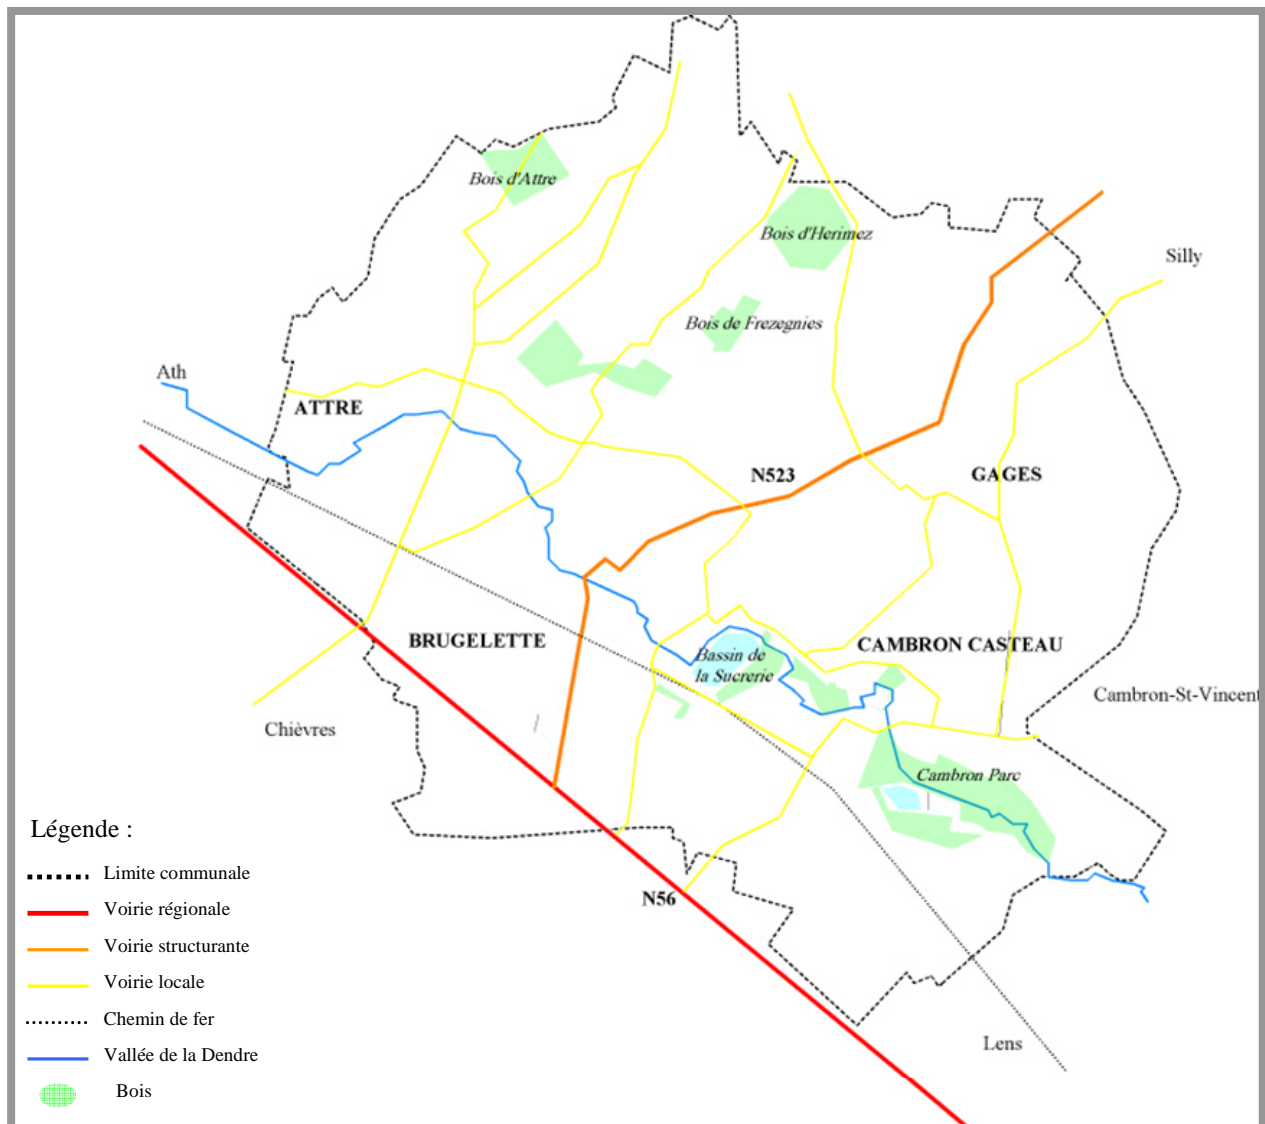 Bois d'Attre
Bois d'Herimez
Silly
Bois de Frezegnies
Ath
ATTRE
N523
GAGES
BRUGELETTE
CAMBRON CASTEAU
Bassin de
la Sucrerie
Cambron-St-Vincent
Chièvres
Cambron Parc
N56
Lens
Légende :
Limite communale
Voirie régionale
Voirie structurante
Voirie locale
Chemin de fer
Vallée de la Dendre
Bois